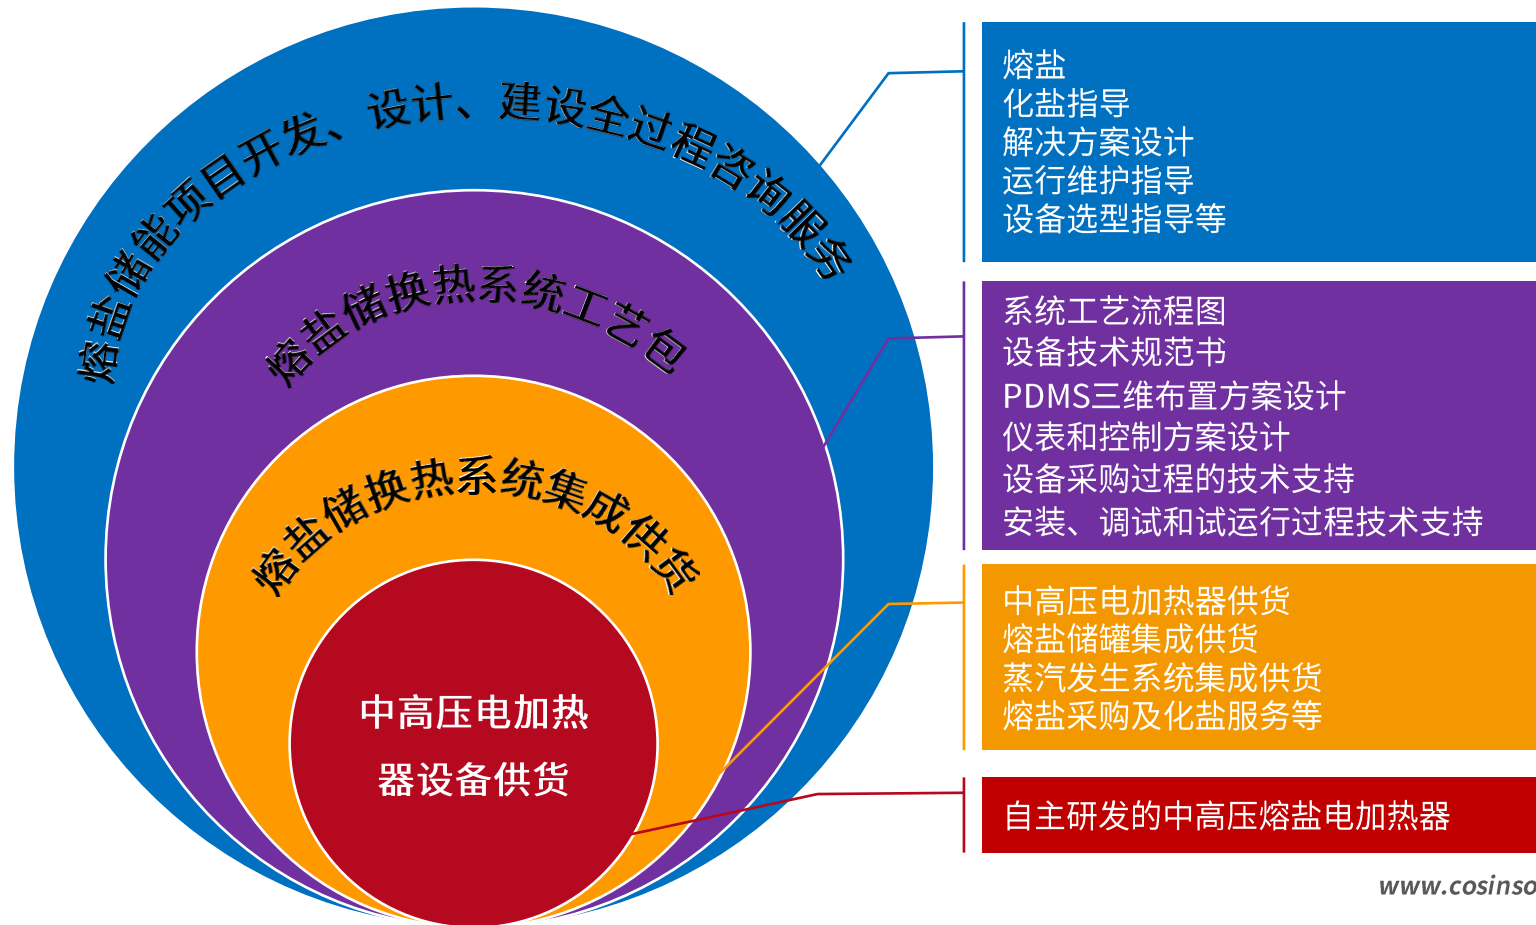 熔盐储能项目开发、设计、建设全过程咨询服务
熔盐储换热系统工艺包
熔盐储换热系统集成供货
中高压电加热
器设备供货
熔盐
化盐指导
解决方案设计
运行维护指导
设备选型指导等
系统工艺流程图
设备技术规范书
PDMS三维布置方案设计
仪表和控制方案设计
设备采购过程的技术支持
安装、调试和试运行过程技术支持
中高压电加热器供货
熔盐储罐集成供货
蒸汽发生系统集成供货
熔盐采购及化盐服务等
自主研发的中高压熔盐电加热器
www.cosinso